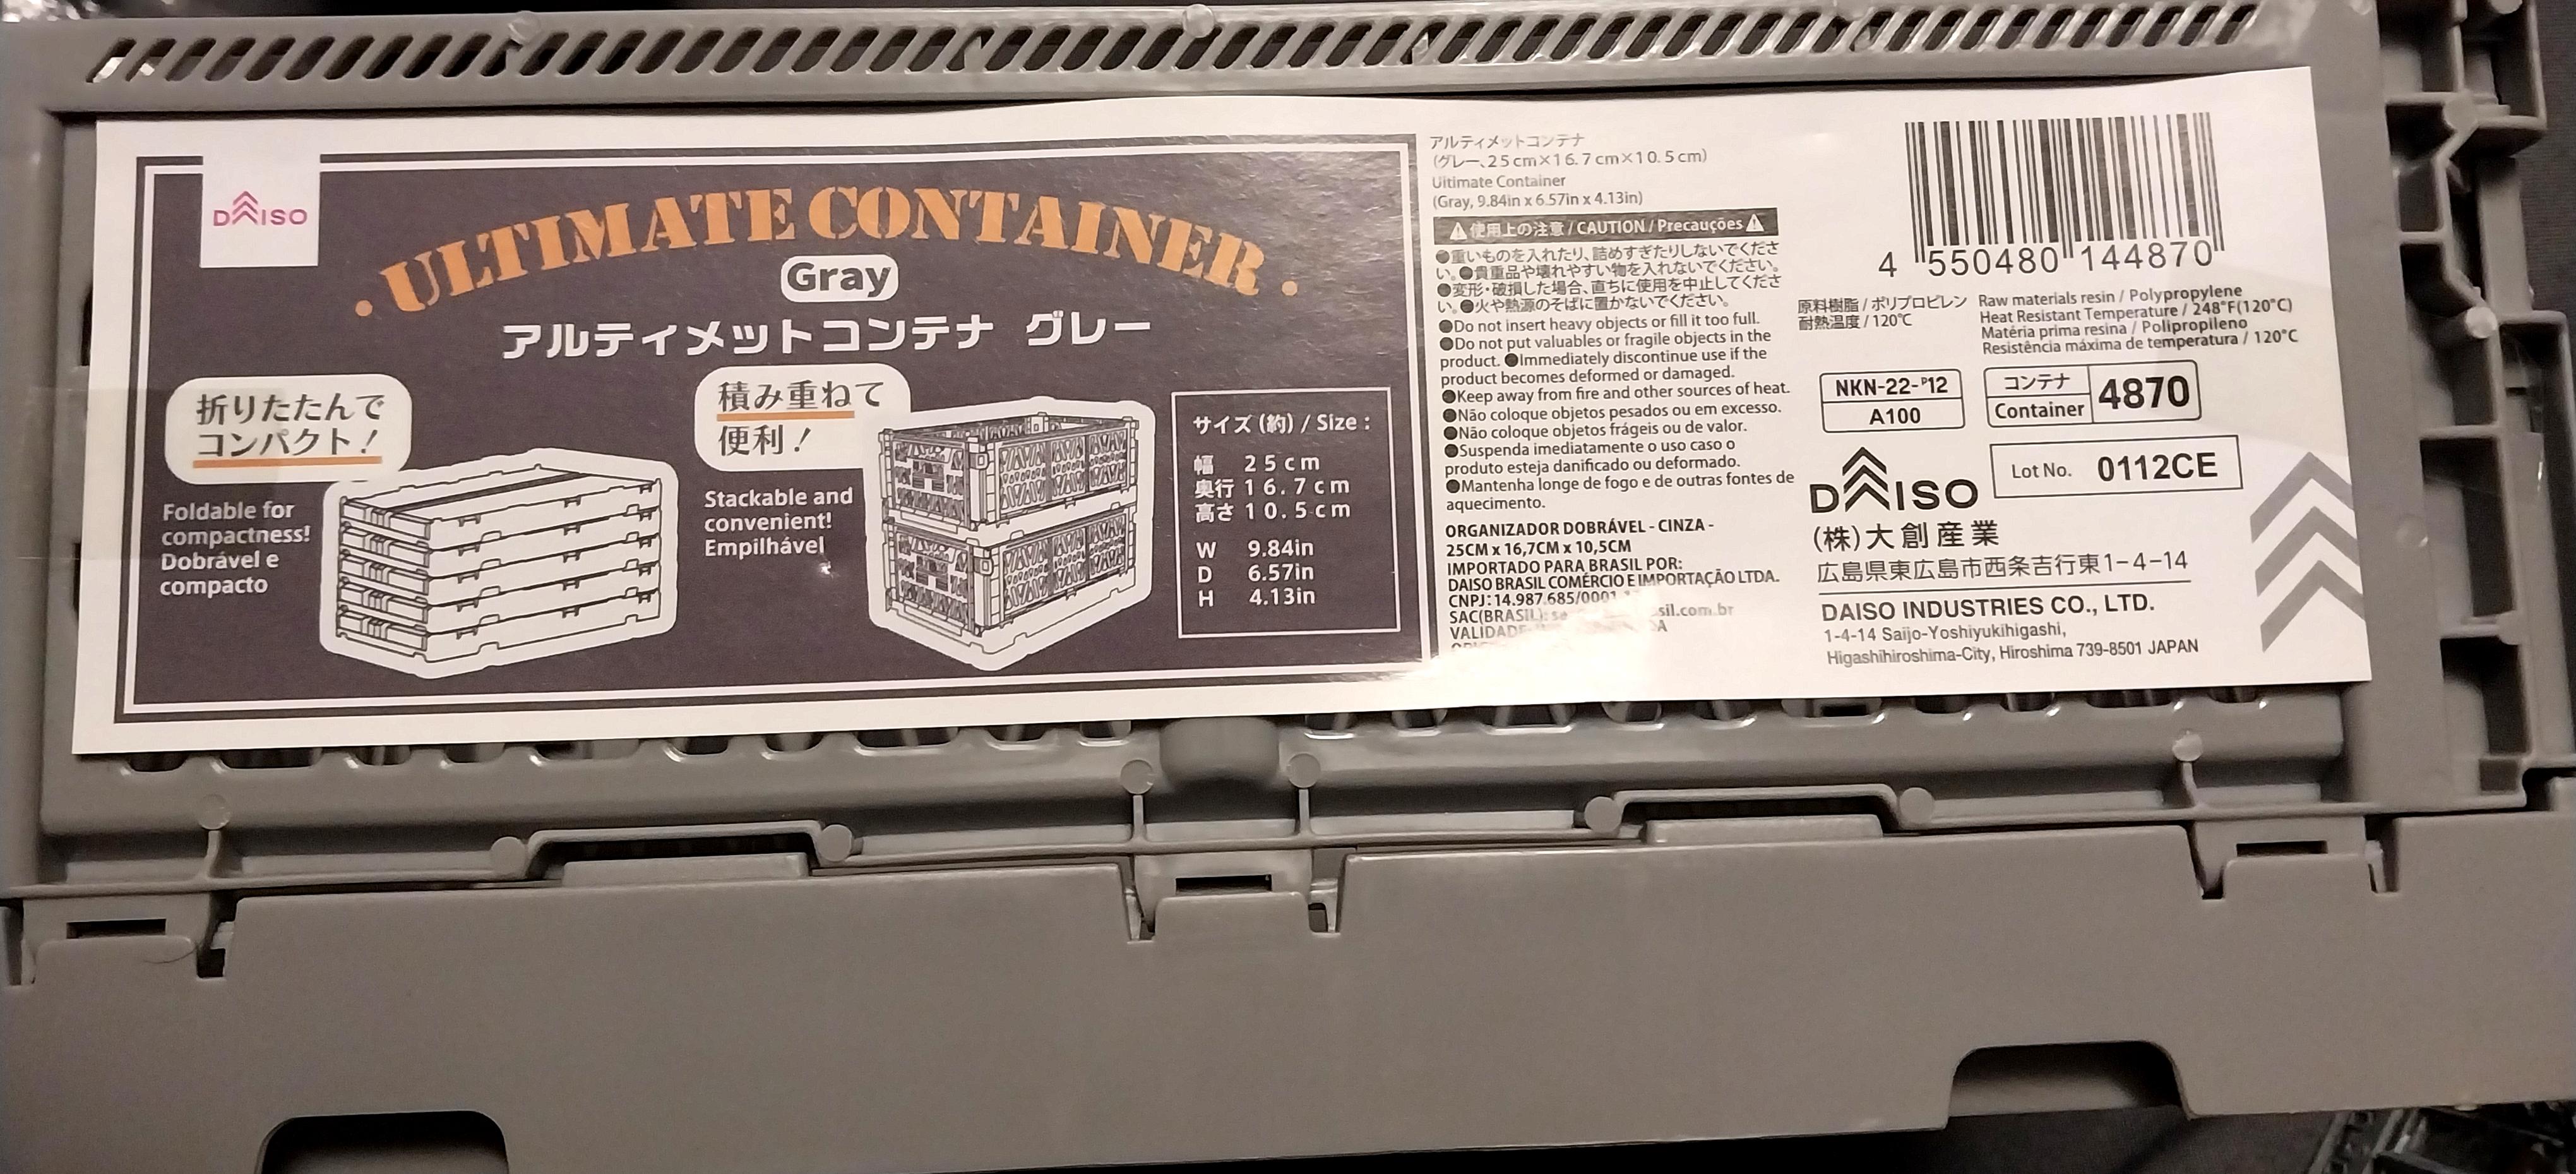 DAISO
• ULTIMATE CONTAINER •
Gray
アルティメットコンテナ グレー
折りたたんで
コンパクト!
Foldable for
compactness!
Dobrável e
compacto
積み重ねて
便利!
Stackable and
convenient!
Empilhável
サイズ(約) / Size :
幅 25cm
奥行 16.7cm
高さ 10.5cm
W 9.84in
D 6.57in
H 4.13in
アルティメットコンテナ
(グレー、25cm×16.7cm×10.5cm)
Uitimate Container
(Gray, 9.84in x 6.57in x 4.13in)
⚠使用上の注意 / CAUTION / Precauções⚠
●重いものを入れたり、詰めすぎたりしないでくださ
い。●貴重品や壊れやすい物を入れないでください。
●変形・破損した場合、直ちに使用を中止してくださ
い。●火や熱源のそばに置かないでください。
●Do not insert heavy objects or fill it too full.
●Do not put valuables or fragile objects in the
product. ●Immediately discontinue use if the
product becomes deformed or damaged.
●Keep away from fire and other sources of heat.
●Não coloque objetos pesados ou em excesso.
●Não coloque objetos frágeis ou de valor.
●Suspenda imediatamente o uso caso o
produto esteja danificado ou deformado.
●Mantenha longe de fogo e de outras fontes de
aquecimento.
ORGANIZADOR DOBRÁVEL - CINZA -
25CM x 16,7CM x 10,5CM
IMPORTADO PARA BRASIL POR:
DAISO BRASIL COMÉRCIO E IMPORTAÇÃO LTDA.
CNPJ: 14.987.685/0001
SAC(BRASIL):
VALIDADE
4 550480 144870
原料樹脂 / ポリプロピレン
耐熱温度 / 120℃
Raw materials resin / Polypropylene
Heat Resistant Temperature / 248°F(120°C)
Matéria prima resina / Polipropileno
Resistência máxima de temperatura / 120°C
NKN-22-P12
A100
コンテナ
Container
4870
Lot No. 0112CE
DAISO
(株)大創産業
広島県東広島市西条吉行東1-4-14
DAISO INDUSTRIES CO., LTD.
1-4-14 Saijo-Yoshiyukihigashi,
Higashihiroshima-City, Hiroshima 739-8501 JAPAN